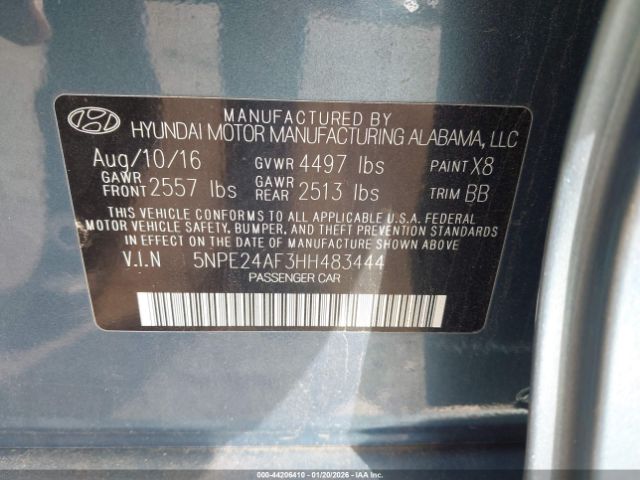 MANUFACTURED BY
HYUNDAI MOTOR MANUFACTURING ALABAMA, LLC
Aug/10/16 GVWR 4497 lbs PAINT X8
GAWR FRONT 2557 lbs GAWR REAR 2513 lbs TRIM BB
THIS VEHICLE CONFORMS TO ALL APPLICABLE U.S.A. FEDERAL
MOTOR VEHICLE SAFETY, BUMPER, AND THEFT PREVENTION STANDARDS
IN EFFECT ON THE DATE OF MANUFACTURE SHOWN ABOVE.
V.I.N 5NPE24AF3HH483444
PASSENGER CAR
000-44206410 | 01/20/2026 - IAAI.COM